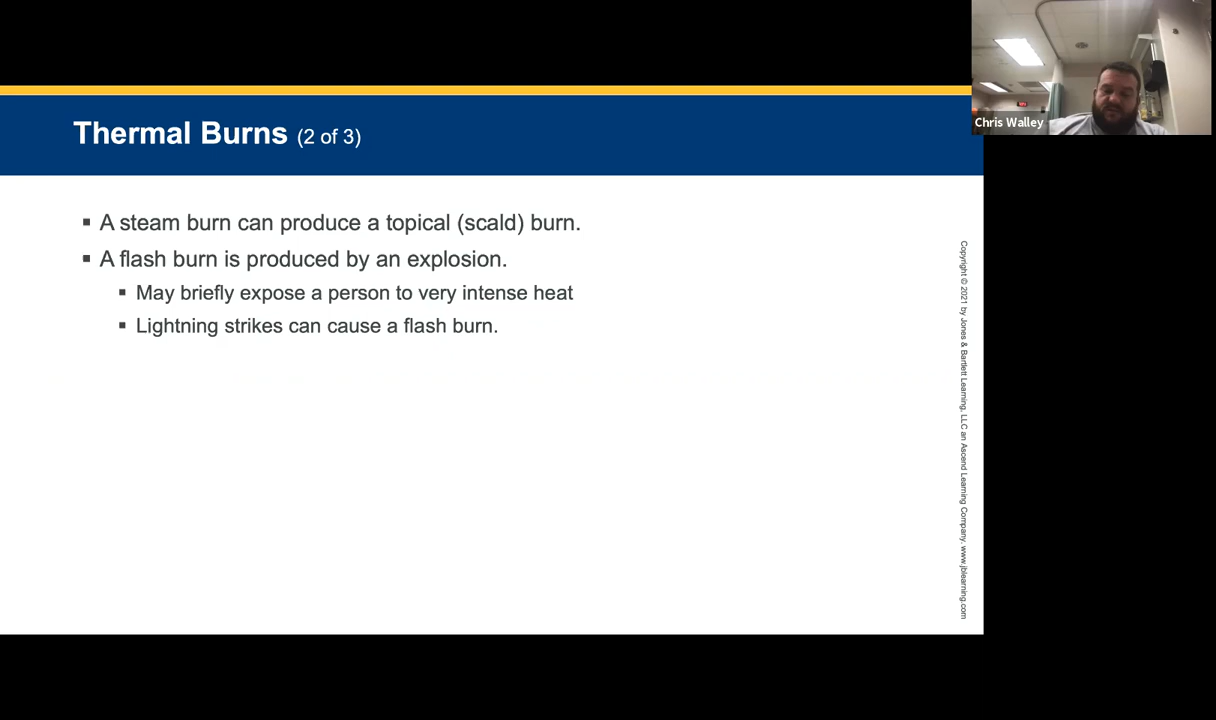 Thermal Burns (2 of 3)
▪ A steam burn can produce a topical (scald) burn.
▪ A flash burn is produced by an explosion.
▪ May briefly expose a person to very intense heat
▪ Lightning strikes can cause a flash burn.
Copyright © 2021 by Jones & Bartlett Learning, LLC an Ascend Learning Company. www.jblearning.com
Chris Walley